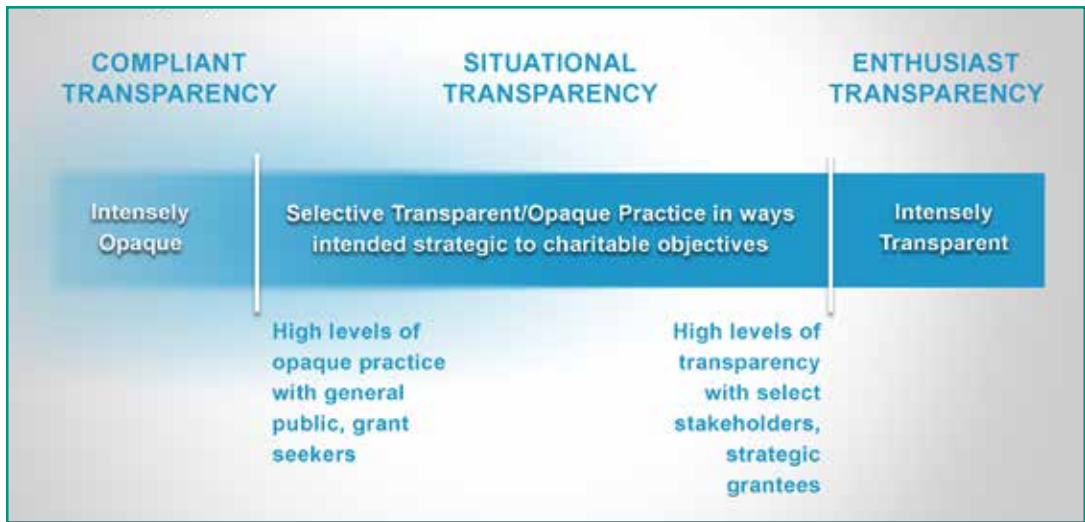 COMPLIANT
TRANSPARENCY
SITUATIONAL
TRANSPARENCY
ENTHUSIAST
TRANSPARENCY
Intensely
Opaque
Selective Transparent/Opaque Practice in ways
intended strategic to charitable objectives
Intensely
Transparent
High levels of
opaque practice
with general
public, grant
seekers
High levels of
transparency
with select
stakeholders,
strategic
grantees